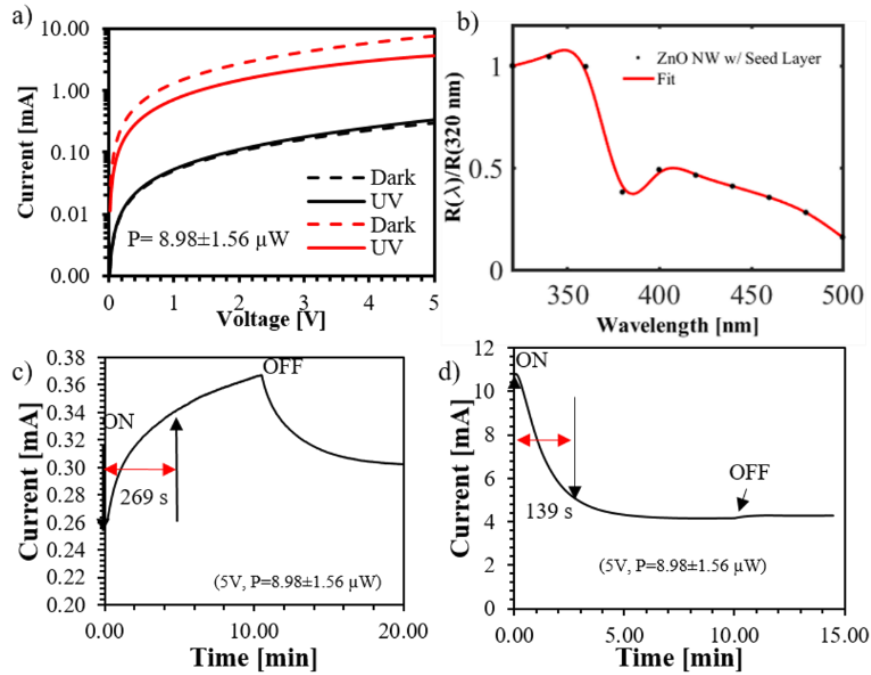 a)
10.00
1.00
0.10
0.01
0.00
Current [mA]
Dark
UV
Dark
UV
P= 8.98±1.56 µW
0
1
2
3
4
5
Voltage [V]
b)
1
0.5
0
R(λ)/R(320 nm)
ZnO NW w/ Seed Layer
Fit
350
400
450
500
Wavelength [nm]
c)
0.38
0.36
0.34
0.32
0.30
0.28
0.26
0.24
0.22
0.20
Current [mA]
ON
OFF
269 s
(5V, P=8.98±1.56 µW)
0.00
10.00
20.00
Time [min]
d)
12
10
8
6
4
2
0
Current [mA]
ON
OFF
139 s
(5V, P=8.98±1.56 µW)
0.00
5.00
10.00
15.00
Time [min]